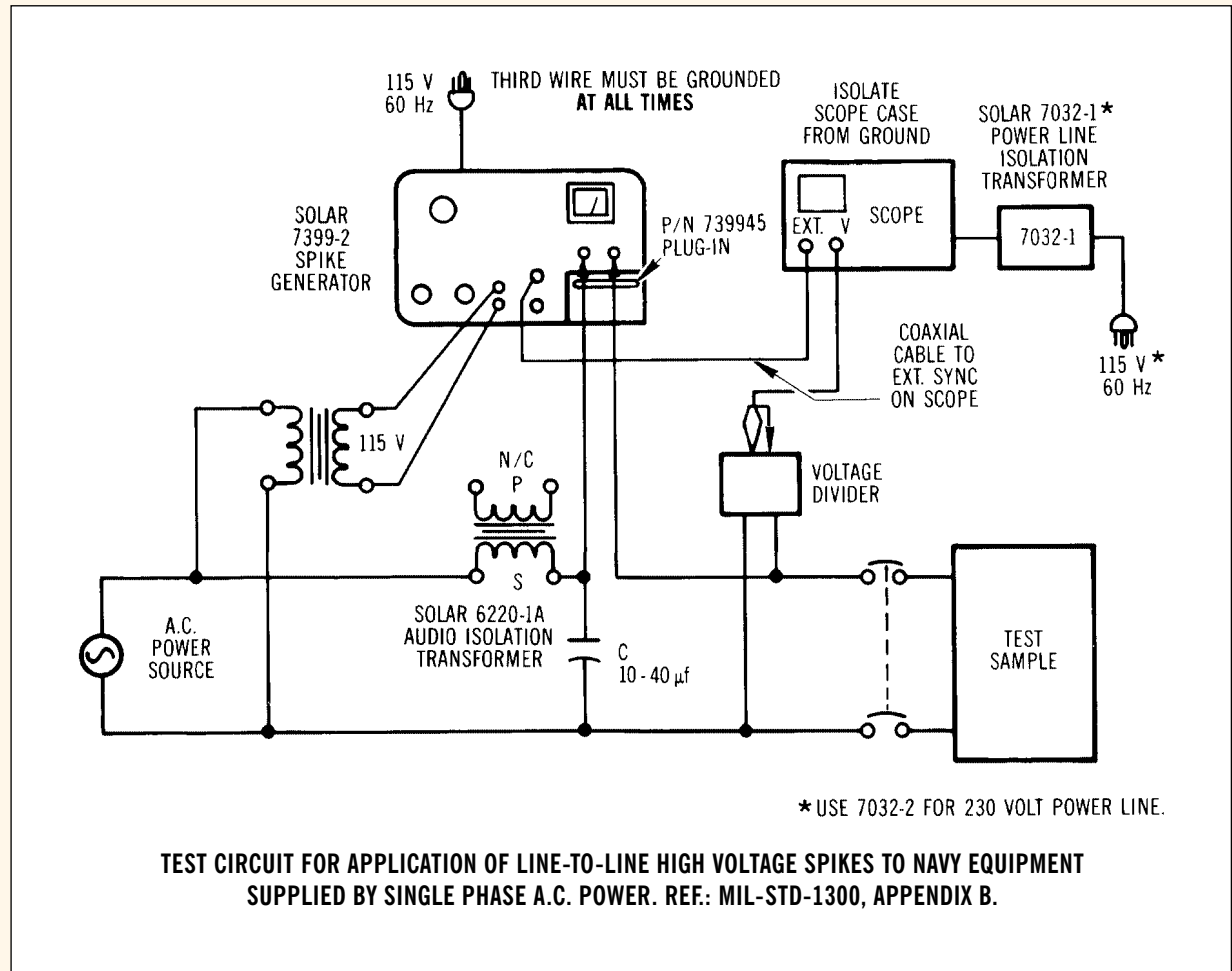 115 V
60 Hz
THIRD WIRE MUST BE GROUNDED
AT ALL TIMES
ISOLATE
SCOPE CASE
FROM GROUND
SOLAR 7032-1*
POWER LINE
ISOLATION
TRANSFORMER
SOLAR
7399-2
SPIKE
GENERATOR
P/N 739945
PLUG-IN
EXT. V
SCOPE
7032-1
COAXIAL
CABLE TO
EXT. SYNC
ON SCOPE
115 V*
60 Hz
115 V
N/C
P
VOLTAGE
DIVIDER
S
SOLAR 6220-1A
AUDIO ISOLATION
TRANSFORMER
A.C.
POWER
SOURCE
C
10 - 40 µf
TEST
SAMPLE
*USE 7032-2 FOR 230 VOLT POWER LINE.
TEST CIRCUIT FOR APPLICATION OF LINE-TO-LINE HIGH VOLTAGE SPIKES TO NAVY EQUIPMENT
SUPPLIED BY SINGLE PHASE A.C. POWER. REF.: MIL-STD-1300, APPENDIX B.